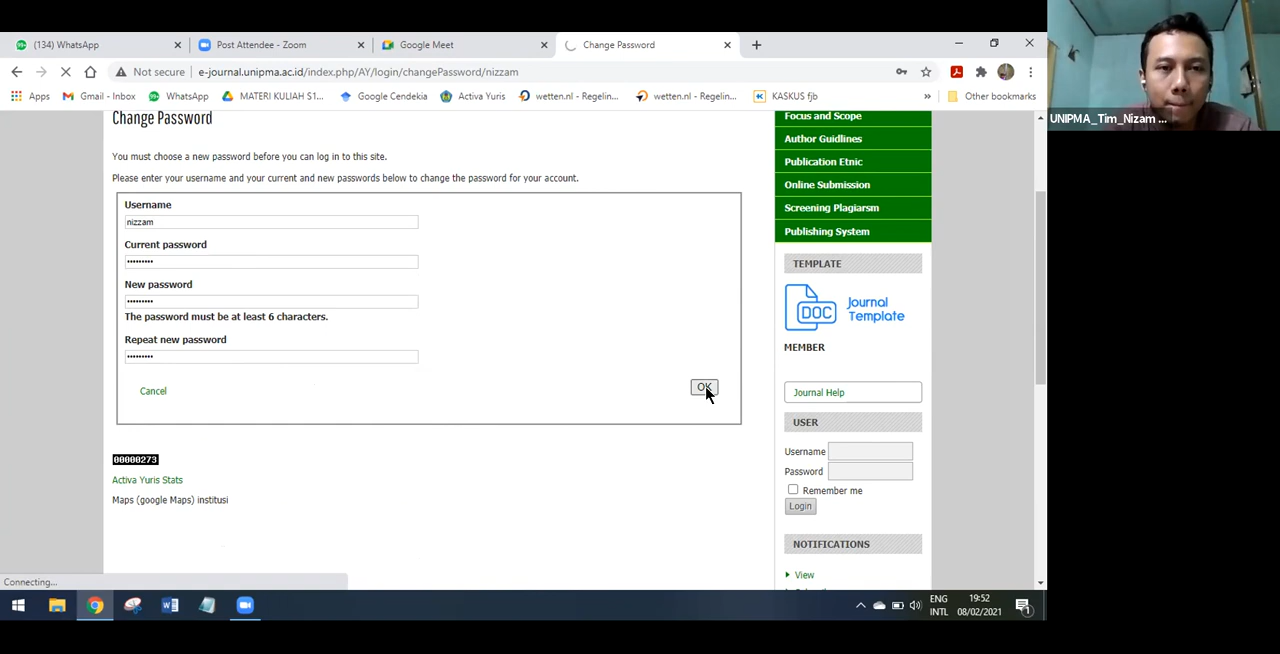 (134) WhatsApp
Post Attendee - Zoom
Google Meet
Change Password
Not secure | e-journal.unipma.ac.id/index.php/AY/login/changePassword/nizzam
Apps
Gmail - Inbox
WhatsApp
MATERI KULIAH S1...
Google Cendekia
Activa Yuris
wetten.nl - Regelin...
wetten.nl - Regelin...
KASKUS fjb
»
Other bookmarks
UNIPMA_Tim_Nizam ...
Change Password
You must choose a new password before you can log in to this site.
Please enter your username and your current and new passwords below to change the password for your account.
Username
nizzam
Current password
•••••••••
New password
•••••••••
The password must be at least 6 characters.
Repeat new password
•••••••••
Cancel
OK
00000273
Activa Yuris Stats
Maps (google Maps) institusi
Focus and Scope
Author Guidlines
Publication Etnic
Online Submission
Screening Plagiarsm
Publishing System
TEMPLATE
DOC
Journal
Template
MEMBER
Journal Help
USER
Username
Password
Remember me
Login
NOTIFICATIONS
View
Connecting...
ENG
INTL
19:52
08/02/2021
1